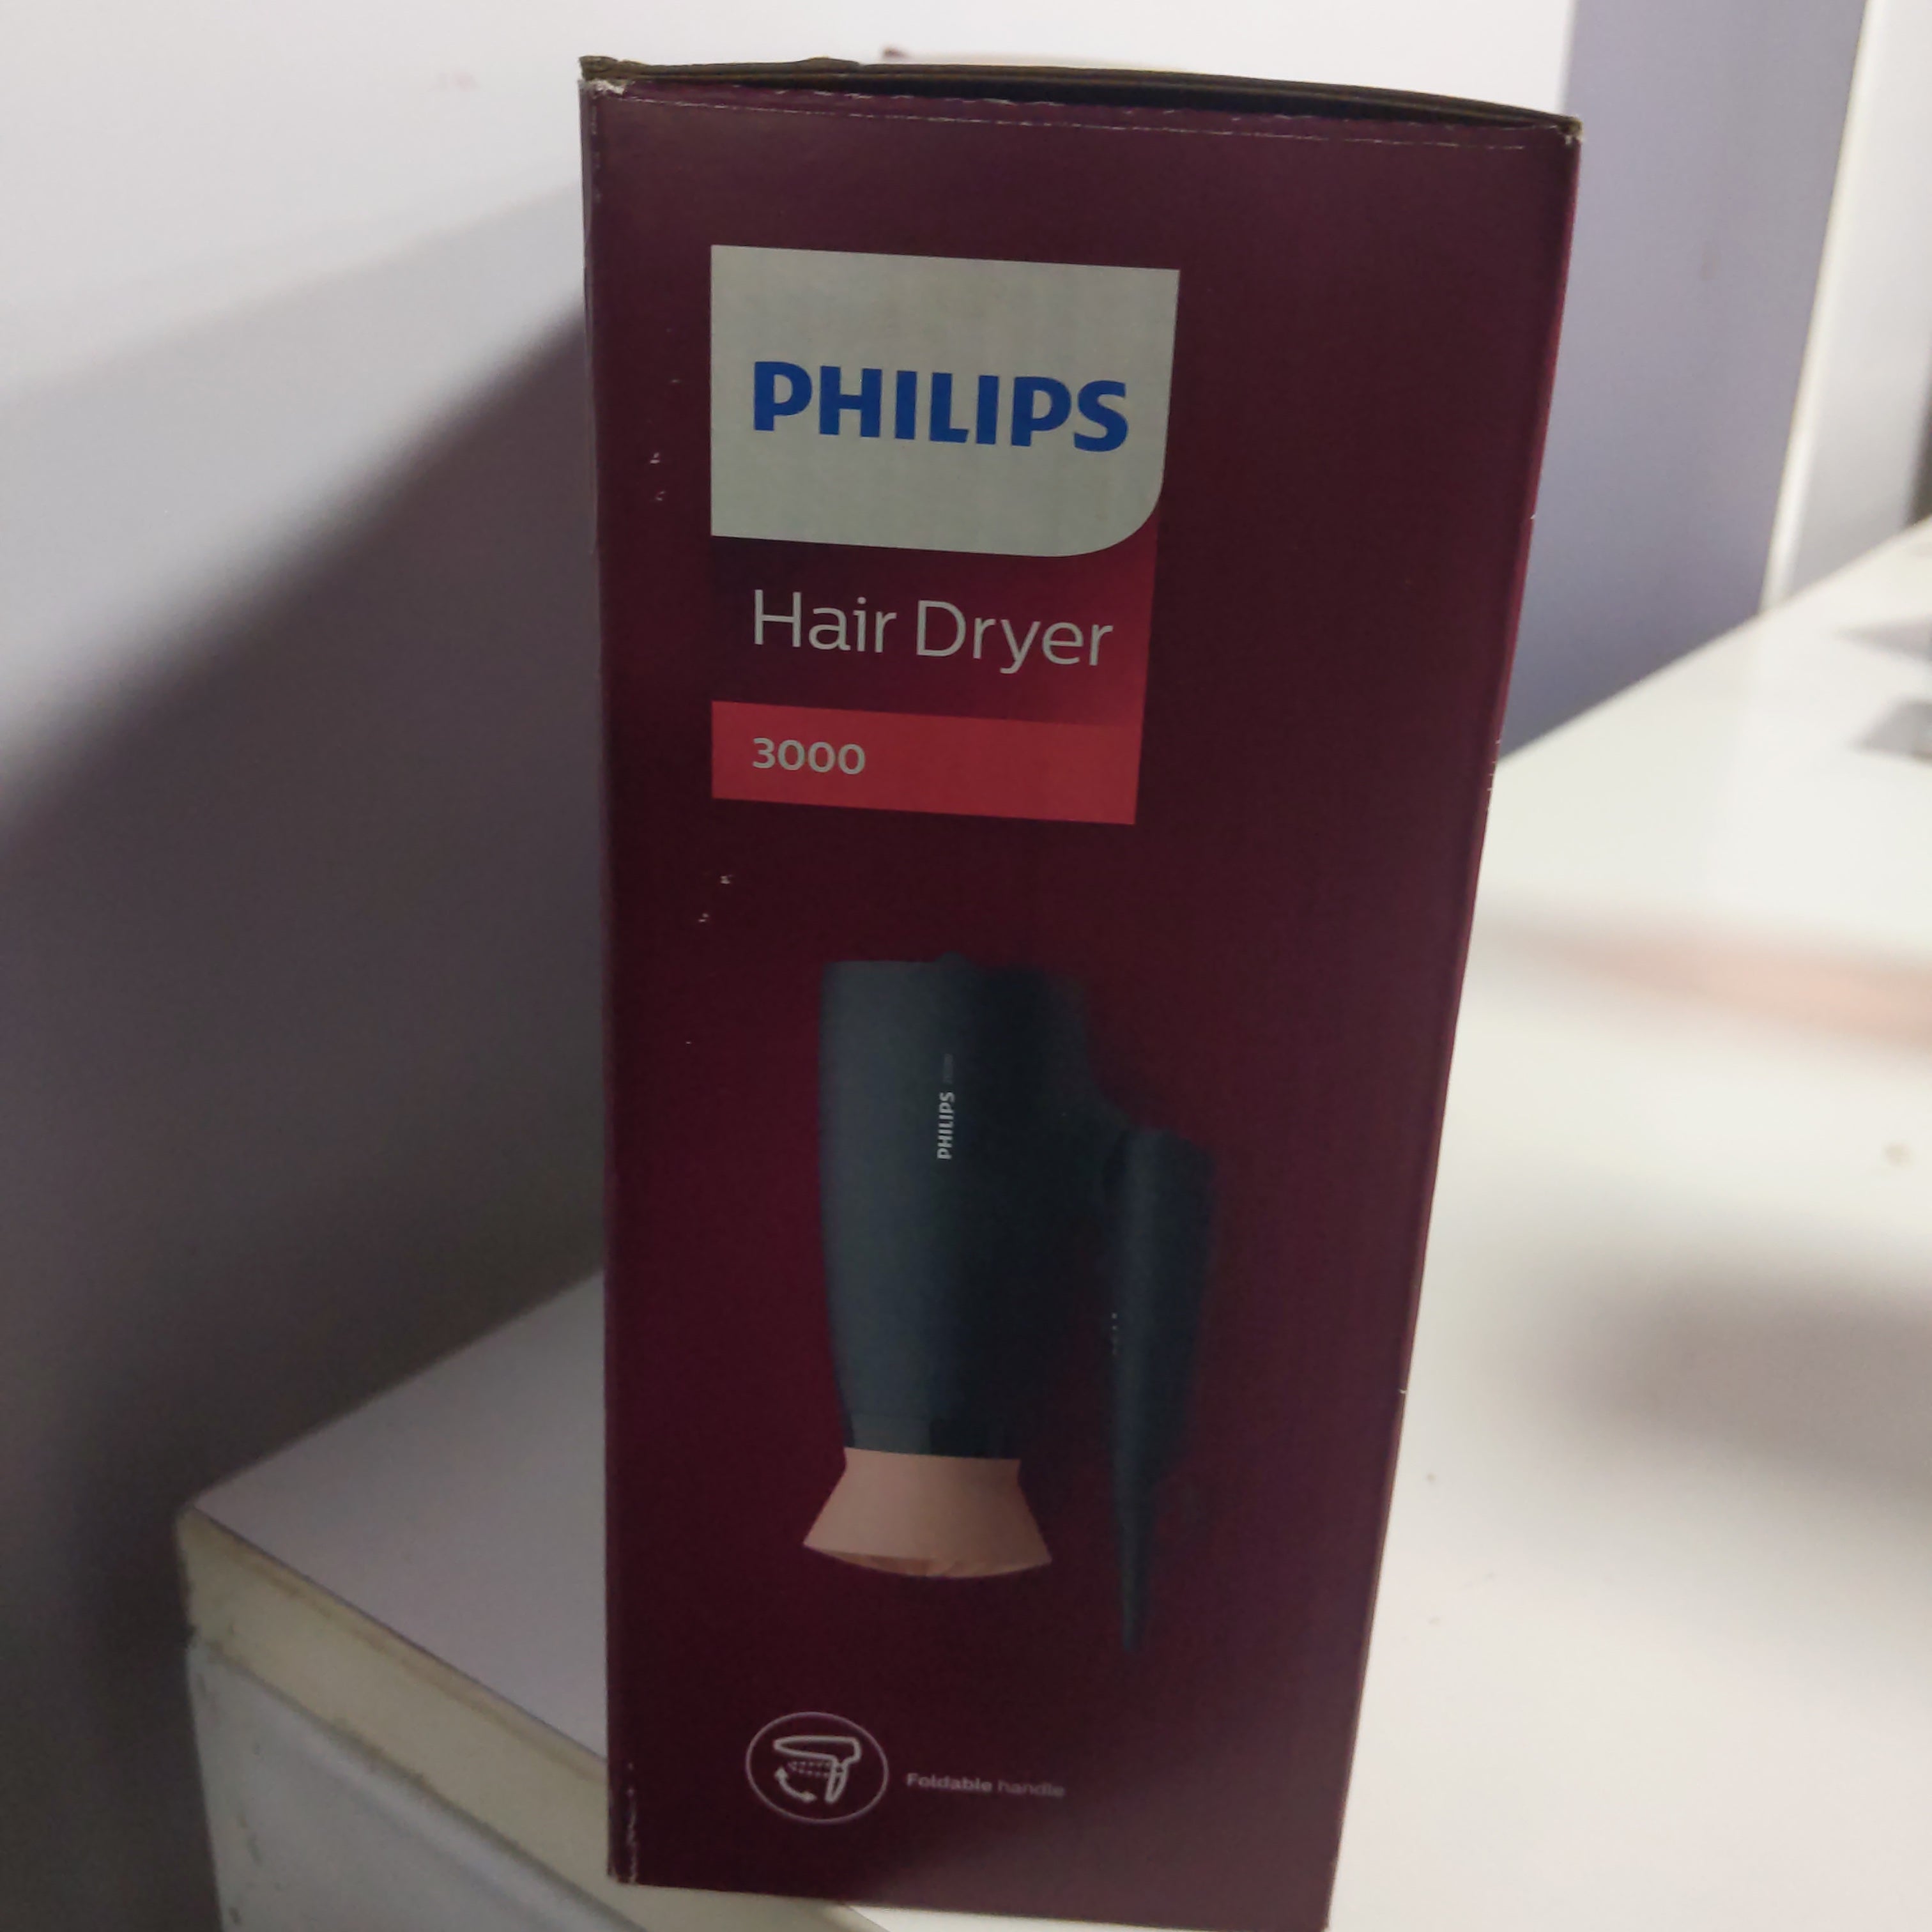 PHILIPS
Hair Dryer
3000
PHILIPS
Foldable handle